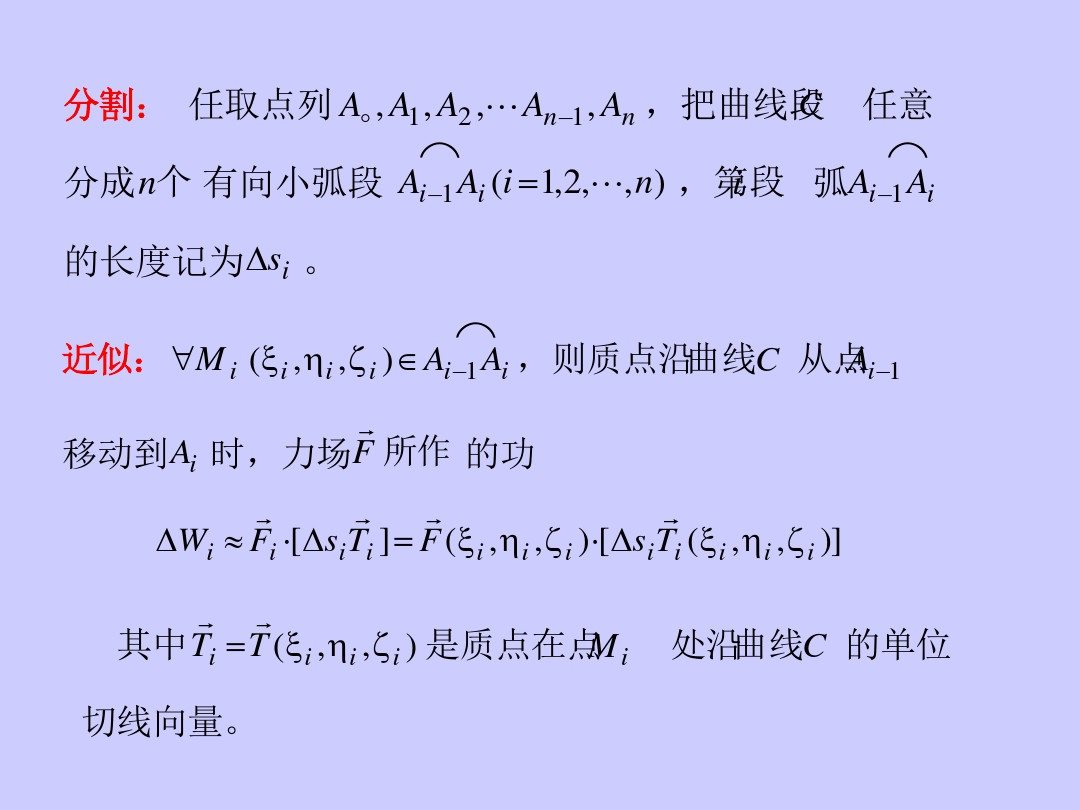 分割： 任取点列 A₀,A₁,A₂,⋯Aₙ₋₁,Aₙ ，把曲线段C 任意
分成n个 有向小弧段 Aᵢ₋₁Aᵢ(i=1,2,⋯,n) ，第i段 弧Aᵢ₋₁Aᵢ
的长度记为Δsᵢ 。
近似： ∀Mᵢ (ξᵢ,ηᵢ,ζᵢ)∈Aᵢ₋₁Aᵢ ，则质点沿曲线C 从点Aᵢ₋₁
移动到Aᵢ 时，力场F⃗ 所作 的功
ΔWᵢ ≈ F⃗ᵢ·[ΔsᵢT⃗ᵢ]= F⃗(ξᵢ,ηᵢ,ζᵢ)·[ΔsᵢT⃗ᵢ(ξᵢ,ηᵢ,ζᵢ)]
其中T⃗ᵢ =T⃗(ξᵢ,ηᵢ,ζᵢ) 是质点在点Mᵢ 处沿曲线C 的单位
切线向量。